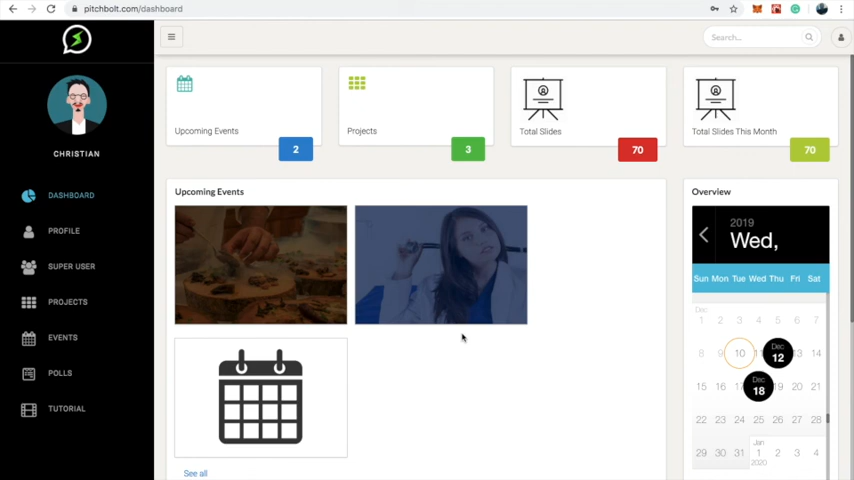 pitchbolt.com/dashboard
Search...
CHRISTIAN
DASHBOARD
PROFILE
SUPER USER
PROJECTS
EVENTS
POLLS
TUTORIAL
Upcoming Events
2
Projects
3
Total Slides
70
Total Slides This Month
70
Upcoming Events
See all
Overview
2019
Wed,
Sun Mon Tue Wed Thu Fri Sat
Dec
1 2 3 4 5 6 7
8 9 10 Dec 12 13 14
15 16 Dec 18 19 20 21
22 23 24 25 26 27 28
29 30 31 Jan 1 2020 2 3 4